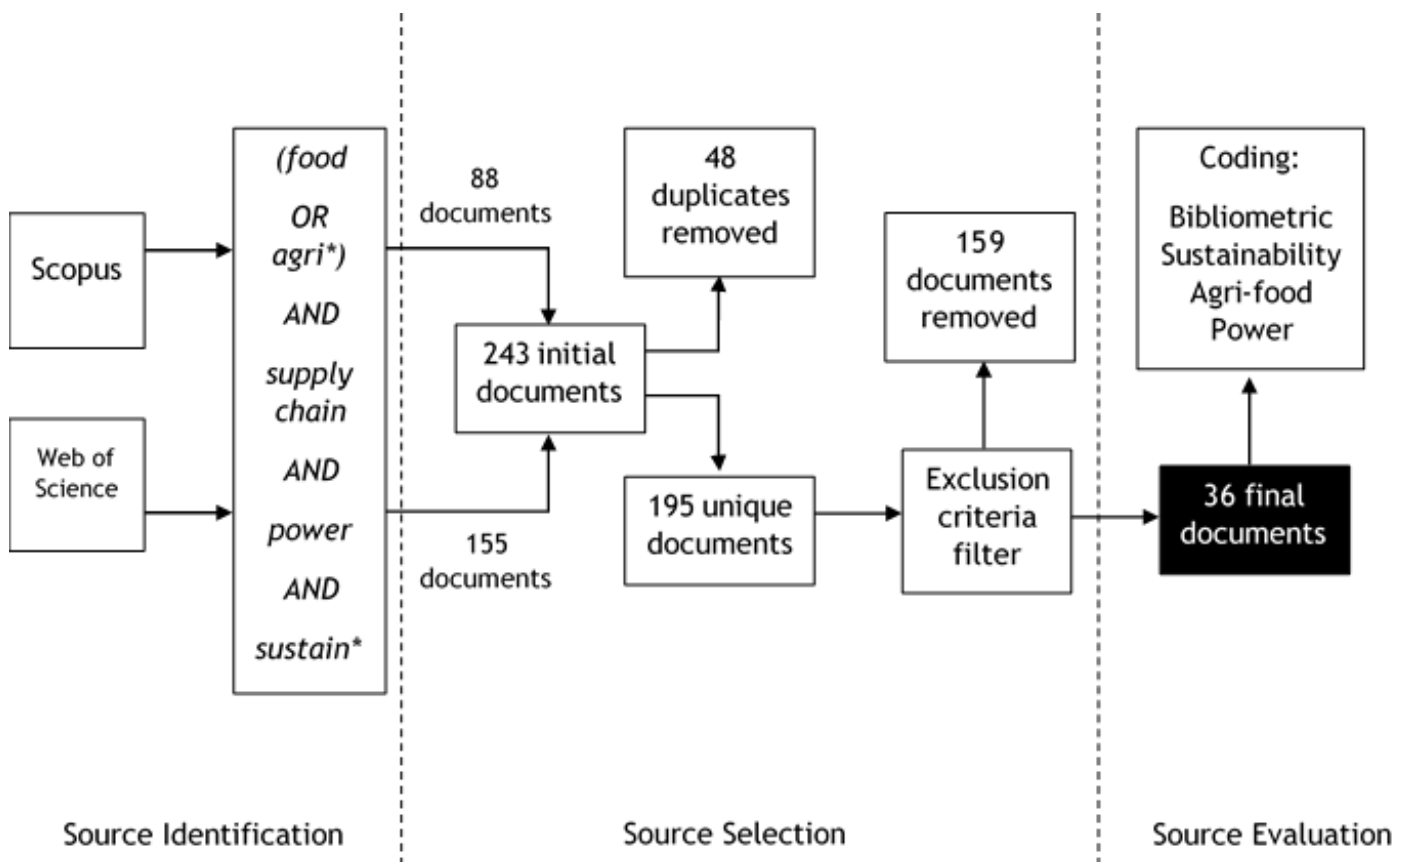 Scopus
Web of
Science
(food
OR
agri*)
AND
supply
chain
AND
power
AND
sustain*
88
documents
155
documents
243 initial
documents
48
duplicates
removed
195 unique
documents
159
documents
removed
Exclusion
criteria
filter
Coding:
Bibliometric
Sustainability
Agri-food
Power
36 final
documents
Source Identification
Source Selection
Source Evaluation